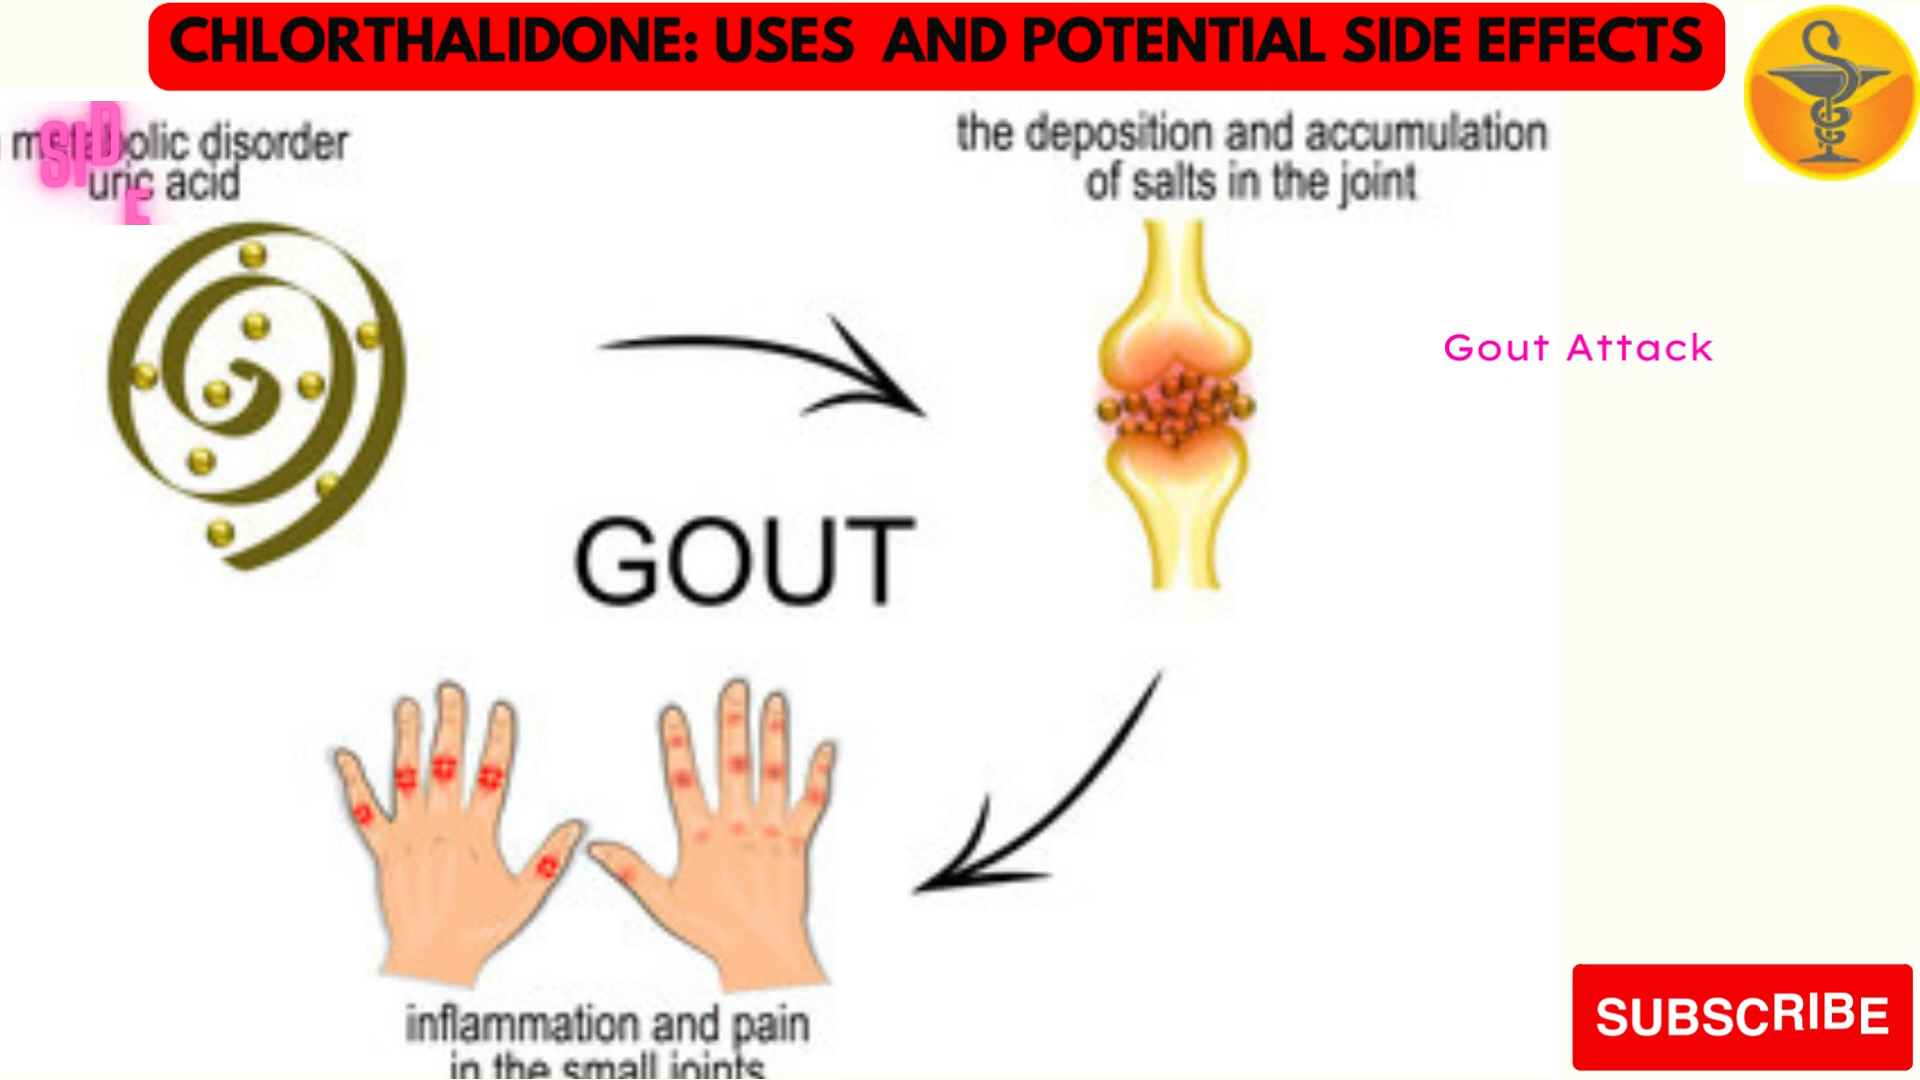 CHLORTHALIDONE: USES AND POTENTIAL SIDE EFFECTS
SIDE
metabolic disorder
uric acid
the deposition and accumulation
of salts in the joint
Gout Attack
GOUT
inflammation and pain
in the small joints
SUBSCRIBE